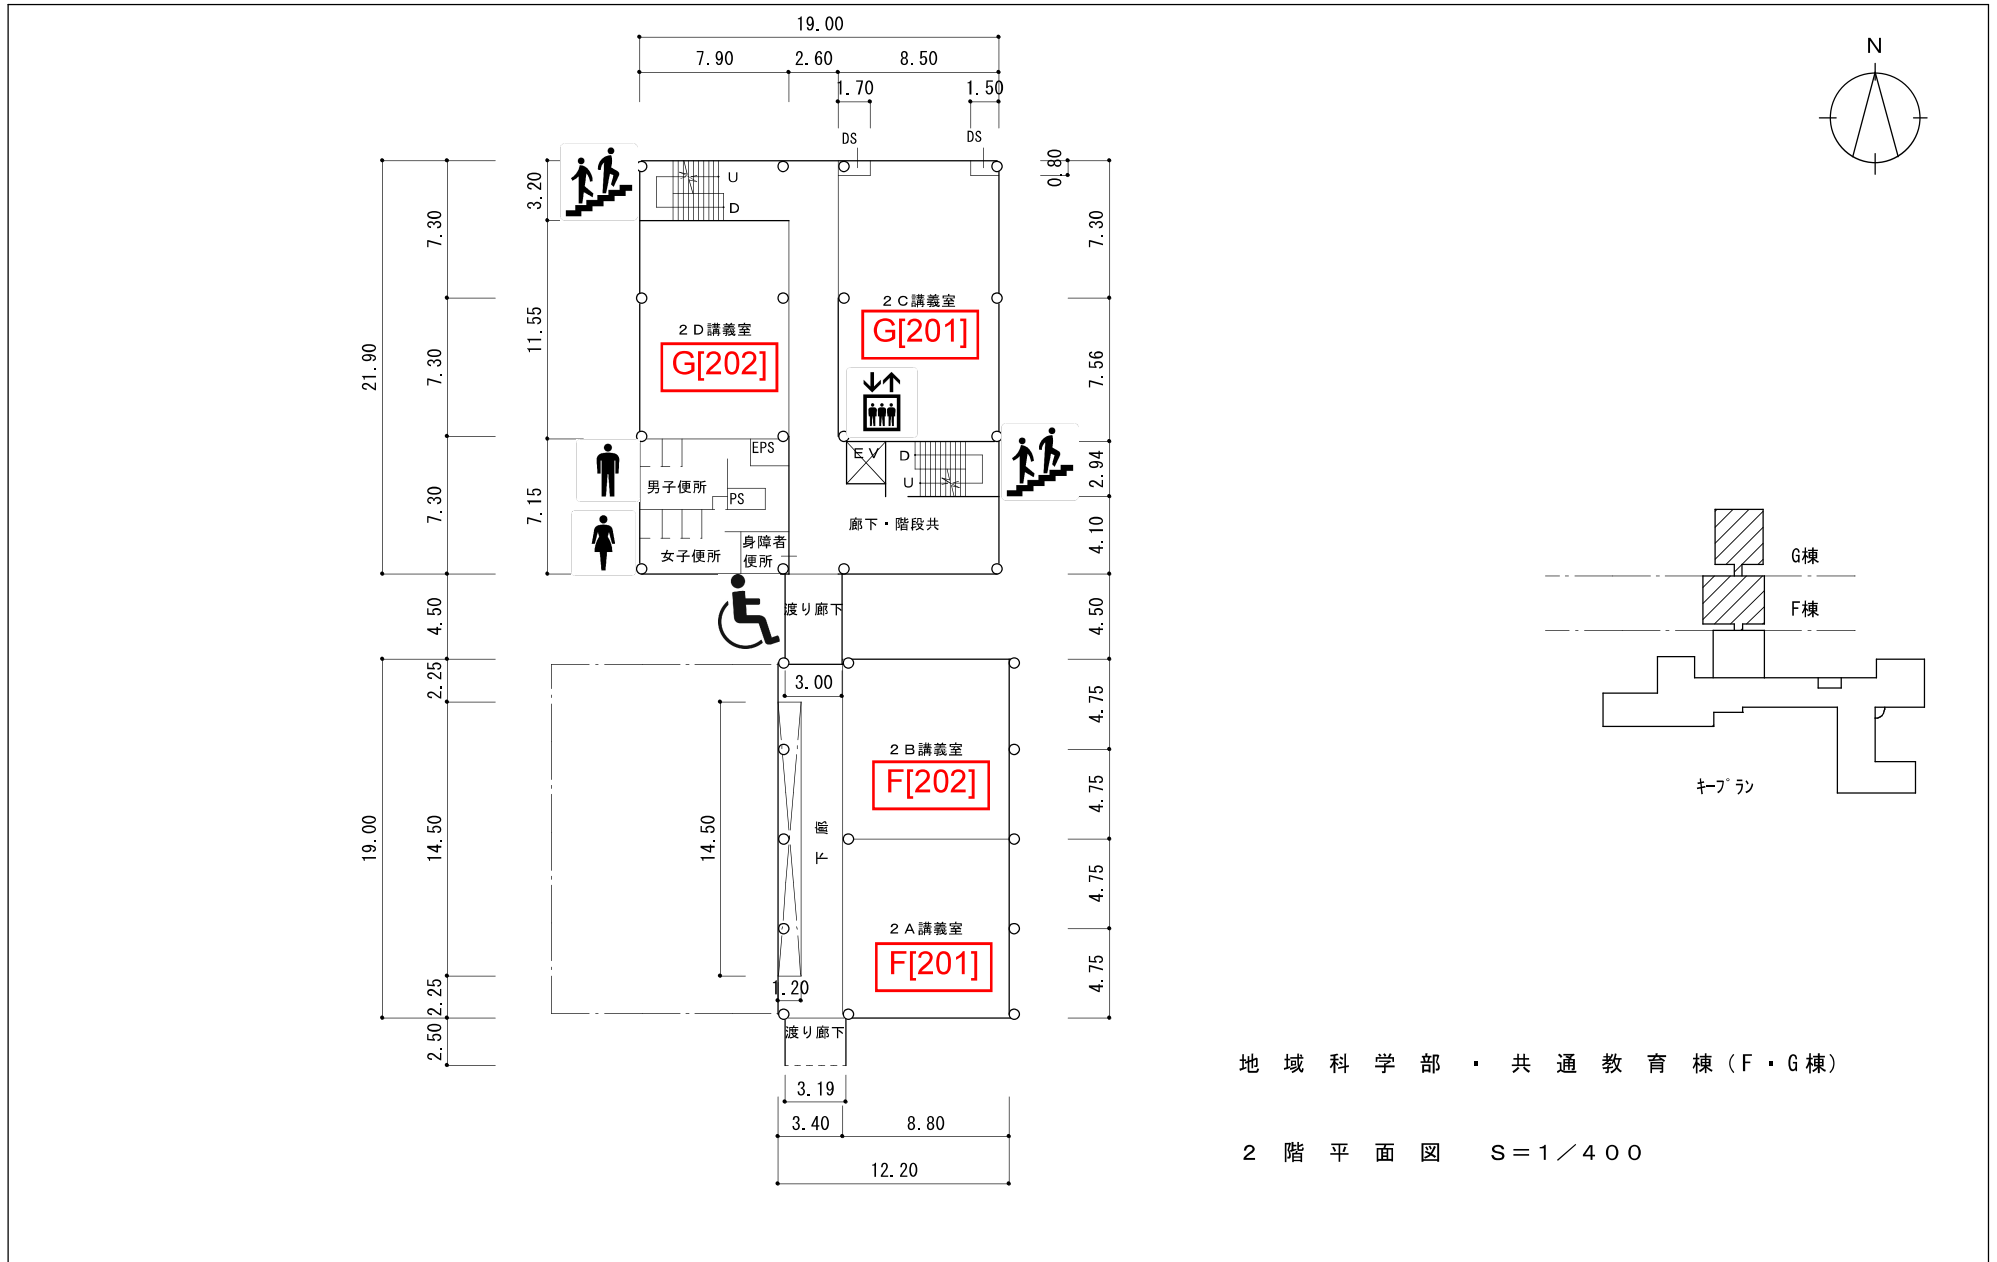 19.00
7.90
2.60
8.50
1.70
1.50
N
DS
DS
0.80
U
D
3.20
7.30
7.30
2C講義室
G[201]
2D講義室
G[202]
11.55
21.90
7.30
7.56
EPS
EV
D
U
2.94
男子便所
PS
7.30
7.15
廊下・階段共
4.10
女子便所
身障者
便所
G棟
F棟
渡り廊下
4.50
4.50
2.25
3.00
4.75
2B講義室
F[202]
4.75
キープラン
19.00
14.50
14.50
廊下
4.75
2A講義室
F[201]
4.75
1.20
2.25
2.50
渡り廊下
3.19
3.40
8.80
12.20
地域科学部・共通教育棟(F・G棟)
2階平面図 S=1/400